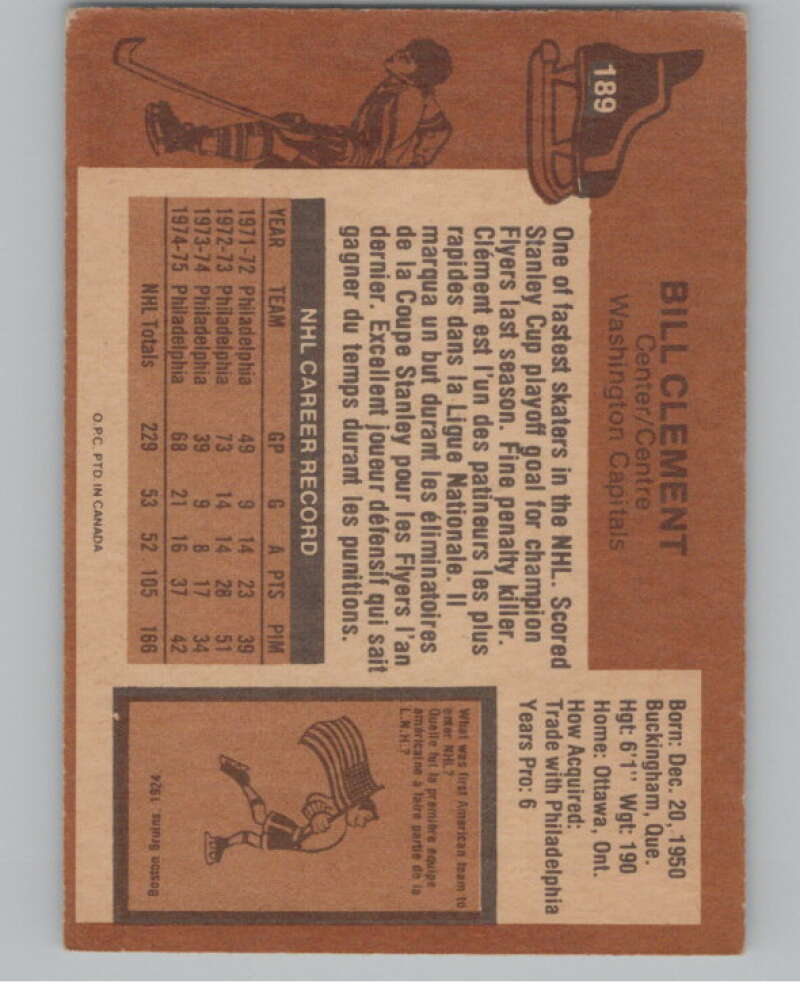 189
BILL CLEMENT
Center/Centre
Washington Capitals
Born: Dec. 20, 1950
Buckingham, Que.
Hgt: 6'1" Wgt: 190
Home: Ottawa, Ont.
How Acquired:
Trade with Philadelphia
Years Pro: 6
One of fastest skaters in the NHL. Scored
Stanley Cup playoff goal for champion
Flyers last season. Fine penalty killer.
Clément est l'un des patineurs les plus
rapides dans la Ligue Nationale. Il
marqua un but durant les éliminatoires
de la Coupe Stanley pour les Flyers l'an
dernier. Excellent joueur défensif qui sait
gagner du temps durant les punitions.
NHL CAREER RECORD
YEAR TEAM GP G A PTS PIM
1971-72 Philadelphia 49 9 14 23 39
1972-73 Philadelphia 73 14 14 28 51
1973-74 Philadelphia 39 9 8 17 34
1974-75 Philadelphia 68 21 16 37 42
NHL Totals 229 53 52 105 166
What was first American team to
enter NHL?
Quelle fut la première équipe
américaine à faire partie de la
L.N.H.?
Boston Bruins, 1924
O.P.C. PTD IN CANADA